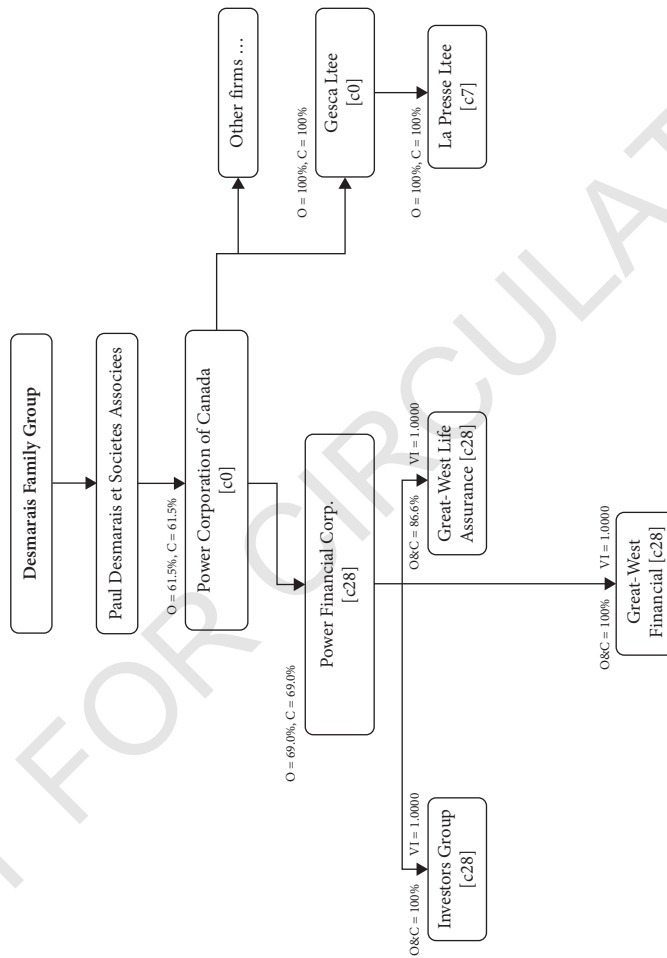 Desmarais Family Group
Paul Desmarais et Societes Associees
O = 61.5%, C = 61.5%
Power Corporation of Canada
[c0]
Other firms ...
O = 100%, C = 100%
Gesca Ltee
[c0]
O = 100%, C = 100%
La Presse Ltee
[c7]
O = 69.0%, C = 69.0%
Power Financial Corp.
[c28]
O&C = 100% VI = 1.0000
Investors Group
[c28]
O&C = 86.6% VI = 1.0000
Great-West Life
Assurance [c28]
O&C = 100% VI = 1.0000
Great-West
Financial [c28]
FOR CIRCULAT